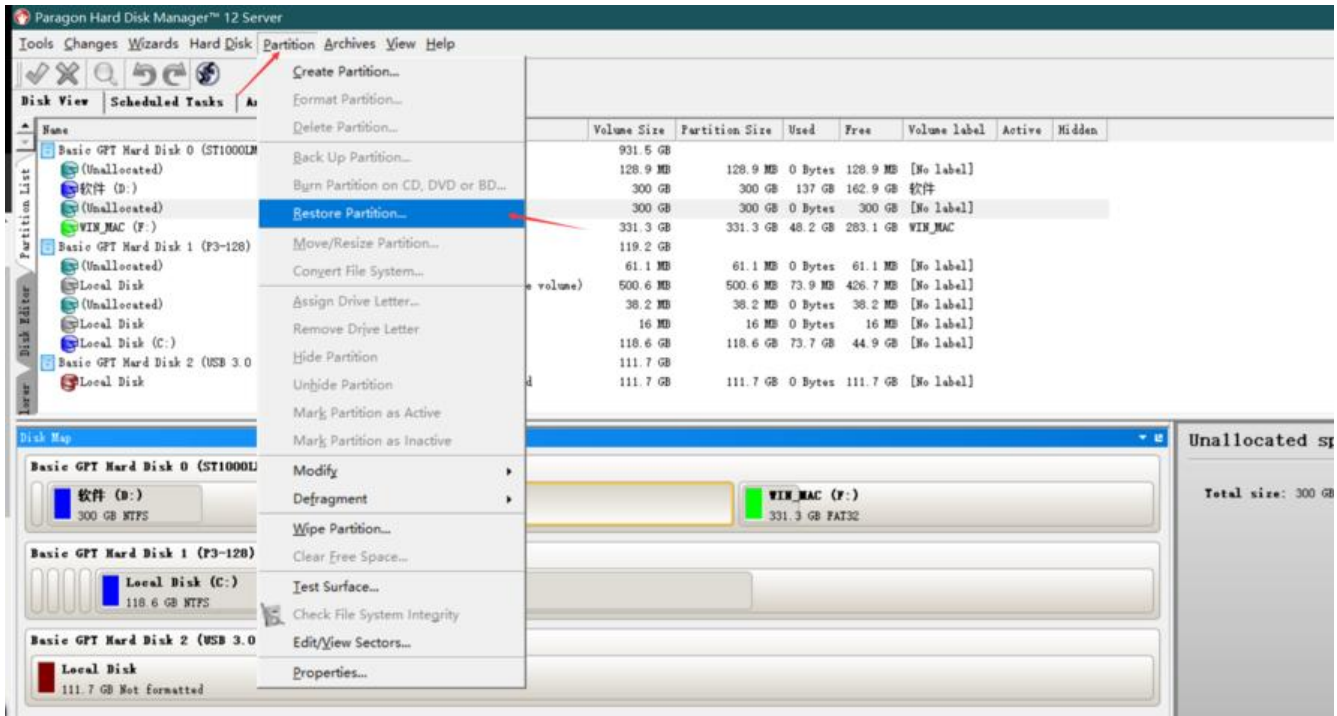 Paragon Hard Disk Manager™ 12 Server
Tools Changes Wizards Hard Disk Partition Archives View Help
Disk View Scheduled Tasks
Create Partition...
Format Partition...
Delete Partition...
Back Up Partition...
Burn Partition on CD, DVD or BD...
Restore Partition...
Move/Resize Partition...
Convert File System...
Assign Drive Letter...
Remove Drive Letter
Hide Partition
Unhide Partition
Mark Partition as Active
Mark Partition as Inactive
Modify
Defragment
Wipe Partition...
Clear Free Space...
Test Surface...
Check File System Integrity
Edit/View Sectors...
Properties...
Partition List
Disk Editor
Name Volume Size Partition Size Used Free Volume label Active Hidden
Basic GPT Hard Disk 0 (ST1000LM 931.5 GB
(Unallocated) 128.9 MB 128.9 MB 0 Bytes 128.9 MB [No label]
软件 (D:) 300 GB 300 GB 137 GB 162.9 GB 软件
(Unallocated) 300 GB 300 GB 0 Bytes 300 GB [No label]
WIN_MAC (F:) 331.3 GB 331.3 GB 48.2 GB 283.1 GB WIN_MAC
Basic GPT Hard Disk 1 (P3-128) 119.2 GB
(Unallocated) 61.1 MB 61.1 MB 0 Bytes 61.1 MB [No label]
Local Disk e volume) 500.6 MB 500.6 MB 73.9 MB 426.7 MB [No label]
(Unallocated) 38.2 MB 38.2 MB 0 Bytes 38.2 MB [No label]
Local Disk 16 MB 16 MB 0 Bytes 16 MB [No label]
Local Disk (C:) 118.6 GB 118.6 GB 73.7 GB 44.9 GB [No label]
Basic GPT Hard Disk 2 (USB 3.0 111.7 GB
Local Disk d 111.7 GB 111.7 GB 0 Bytes 111.7 GB [No label]
Disk Map
Basic GPT Hard Disk 0 (ST1000L
软件 (D:)
300 GB NTFS
WIN_MAC (F:)
331.3 GB FAT32
Basic GPT Hard Disk 1 (P3-128)
Local Disk (C:)
118.6 GB NTFS
Basic GPT Hard Disk 2 (USB 3.0
Local Disk
111.7 GB Not formatted
Unallocated sp
Total size: 300 GB